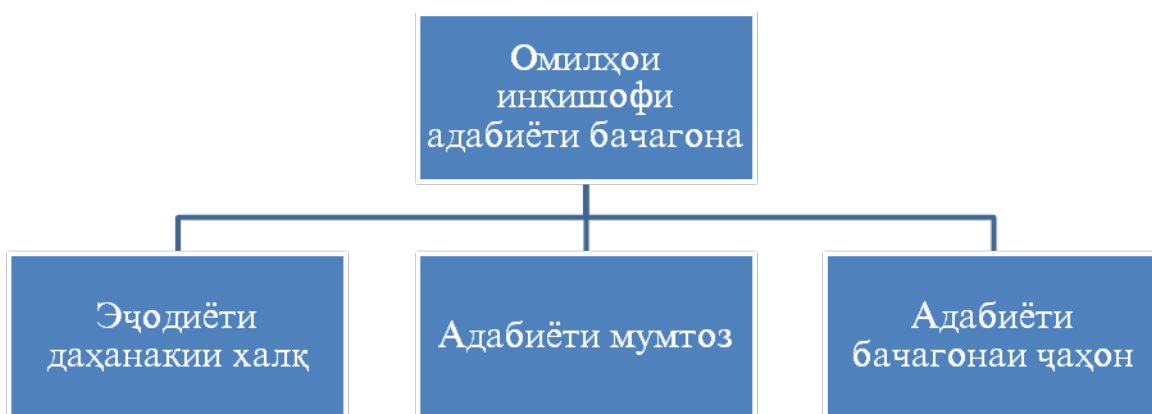 Омилҳои
инкишофи
адабиёти бачагона
Эҷодиёти
даҳанакии халқ
Адабиёти мумтоз
Адабиёти
бачагонаи ҷаҳон